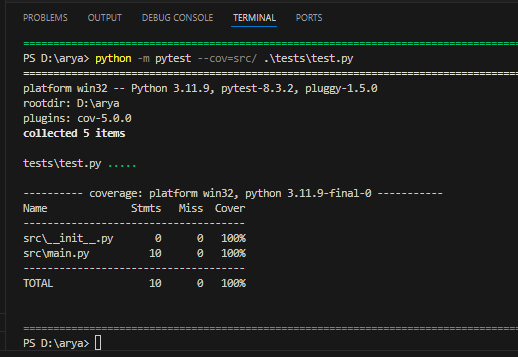 PROBLEMS OUTPUT DEBUG CONSOLE TERMINAL PORTS
================================================================================
PS D:\arya> python -m pytest --cov=src/ .\tests\test.py
================================================================================
platform win32 -- Python 3.11.9, pytest-8.3.2, pluggy-1.5.0
rootdir: D:\arya
plugins: cov-5.0.0
collected 5 items
tests\test.py .....
---------- coverage: platform win32, python 3.11.9-final-0 -----------
Name Stmts Miss Cover
-------------------------------------
src\__init__.py 0 0 100%
src\main.py 10 0 100%
-------------------------------------
TOTAL 10 0 100%
================================================================================
PS D:\arya>